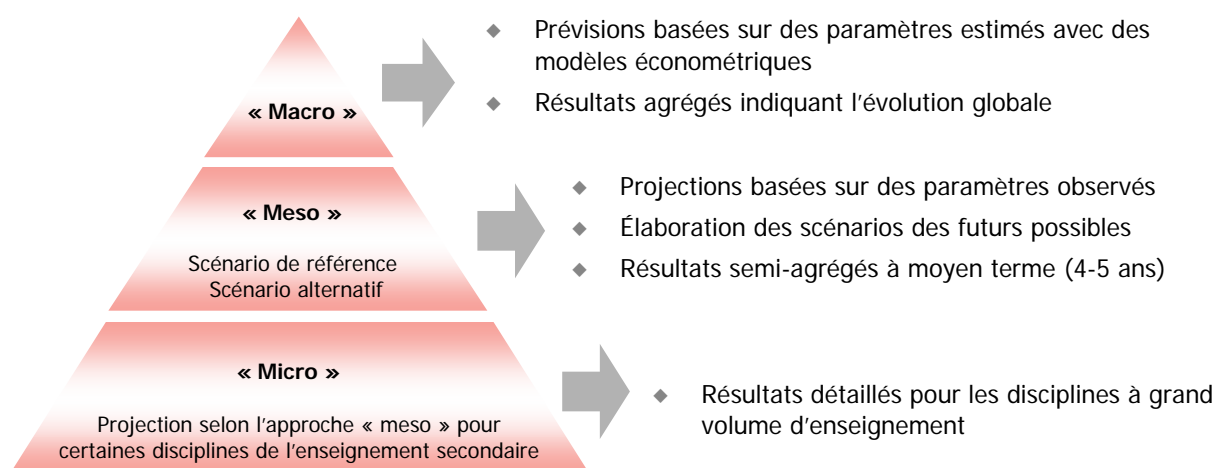 « Macro »
◆ Prévisions basées sur des paramètres estimés avec des
modèles économétriques
◆ Résultats agrégés indiquant l'évolution globale
« Meso »
Scénario de référence
Scénario alternatif
◆ Projections basées sur des paramètres observés
◆ Élaboration des scénarios des futurs possibles
◆ Résultats semi-agrégés à moyen terme (4-5 ans)
« Micro »
Projection selon l'approche « meso » pour
certaines disciplines de l'enseignement secondaire
◆ Résultats détaillés pour les disciplines à grand
volume d'enseignement